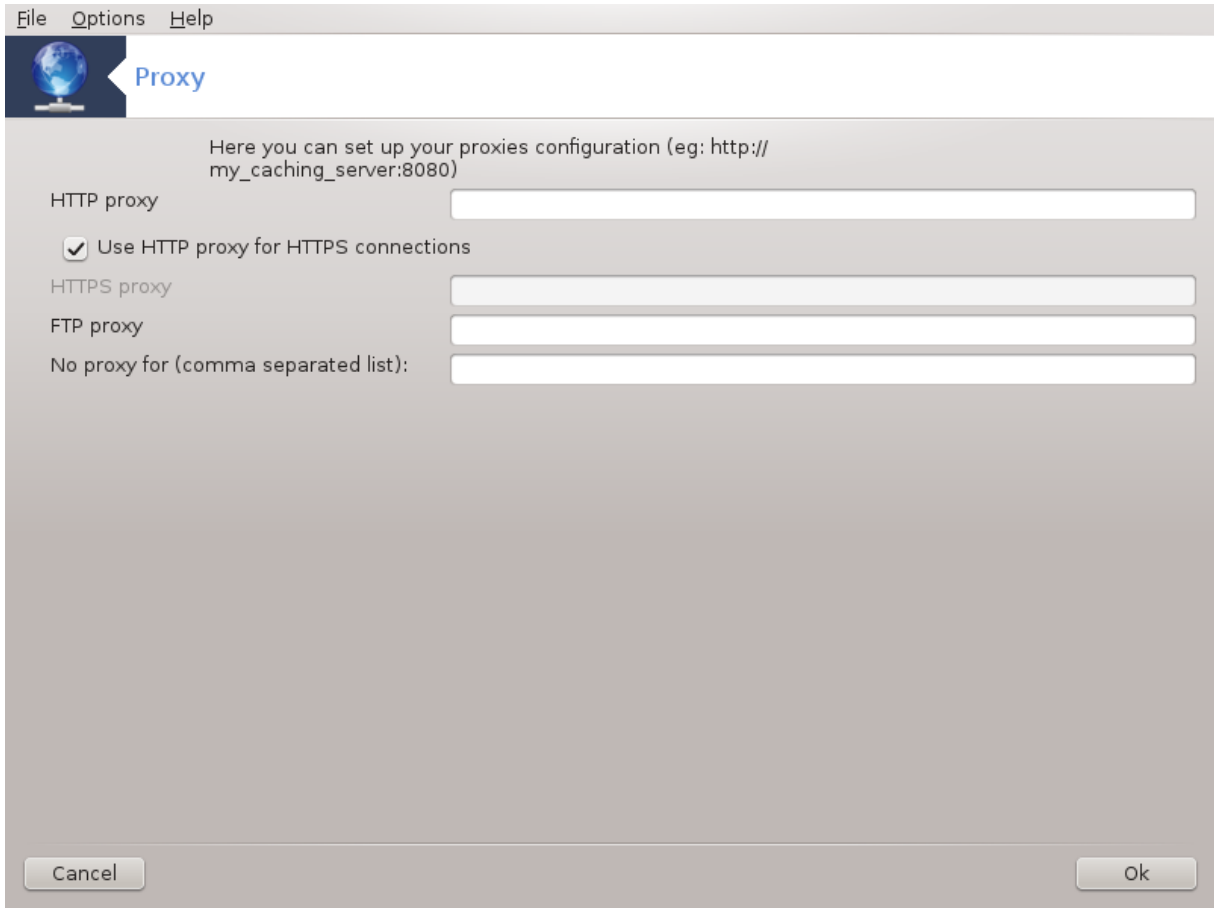 File Options Help
Proxy
Here you can set up your proxies configuration (eg: http://
my_caching_server:8080)
HTTP proxy
Use HTTP proxy for HTTPS connections
HTTPS proxy
FTP proxy
No proxy for (comma separated list):
Cancel Ok